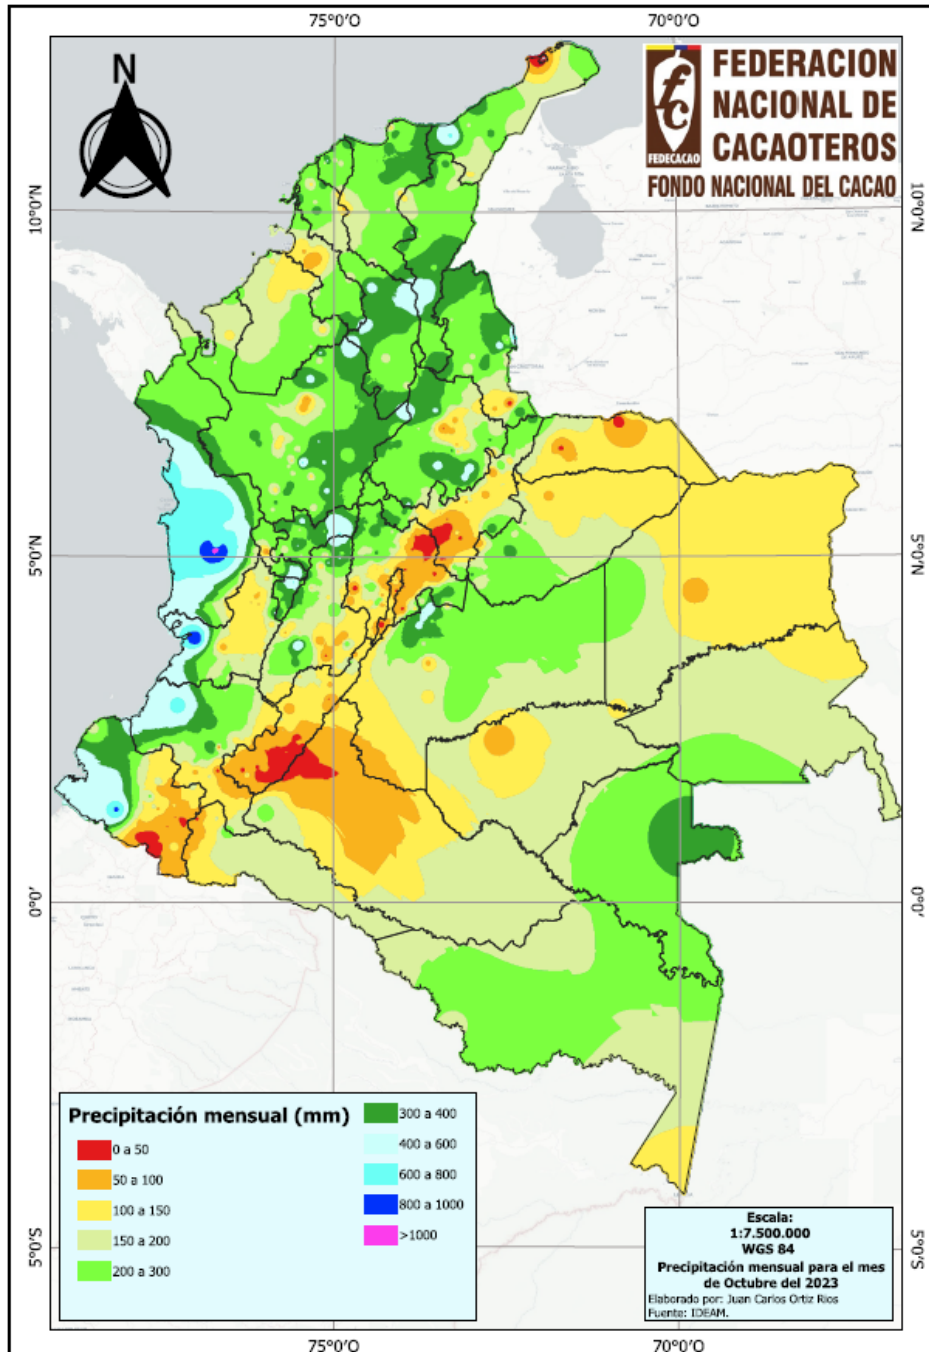 75°0'O
70°0'O
N
FEDERACION
NACIONAL DE
CACAOTEROS
FEDECACAO
FONDO NACIONAL DEL CACAO
10°0'N
10°0'N
5°0'N
5°0'N
0°0'
0°0'
5°0'S
5°0'S
Precipitación mensual (mm)
0 a 50
50 a 100
100 a 150
150 a 200
200 a 300
300 a 400
400 a 600
600 a 800
800 a 1000
>1000
Escala:
1:7.500.000
WGS 84
Precipitación mensual para el mes
de Octubre del 2023
Elaborado por: Juan Carlos Ortiz Rios
Fuente: IDEAM.
75°0'O
70°0'O